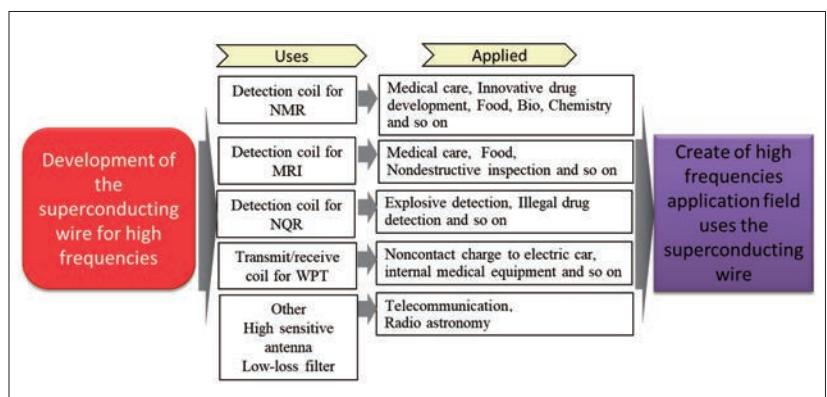 Uses
Applied
Development of
the
superconducting
wire for high
frequencies
Detection coil for
NMR
Medical care, Innovative drug
development, Food, Bio, Chemistry
and so on
Detection coil for
MRI
Medical care, Food,
Nondestructive inspection and so on
Detection coil for
NQR
Explosive detection, Illegal drug
detection and so on
Transmit/receive
coil for WPT
Noncontact charge to electric car,
internal medical equipment and so on
Other
High sensitive
antenna
Low-loss filter
Telecommunication,
Radio astronomy
Create of high
frequencies
application field
uses the
superconducting
wire